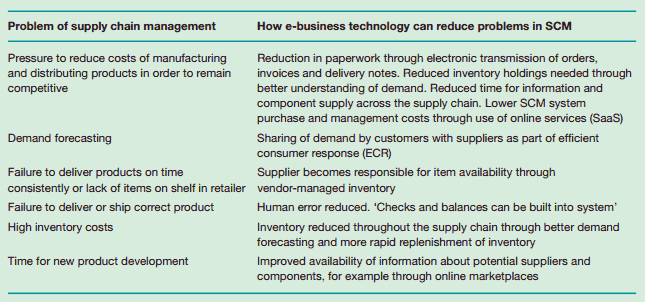 Problem of supply chain management
How e-business technology can reduce problems in SCM
Pressure to reduce costs of manufacturing
and distributing products in order to remain
competitive
Reduction in paperwork through electronic transmission of orders,
invoices and delivery notes. Reduced inventory holdings needed through
better understanding of demand. Reduced time for information and
component supply across the supply chain. Lower SCM system
purchase and management costs through use of online services (SaaS)
Demand forecasting
Sharing of demand by customers with suppliers as part of efficient
consumer response (ECR)
Failure to deliver products on time
consistently or lack of items on shelf in retailer
Supplier becomes responsible for item availability through
vendor-managed inventory
Failure to deliver or ship correct product
Human error reduced. ‘Checks and balances can be built into system’
High inventory costs
Inventory reduced throughout the supply chain through better demand
forecasting and more rapid replenishment of inventory
Time for new product development
Improved availability of information about potential suppliers and
components, for example through online marketplaces